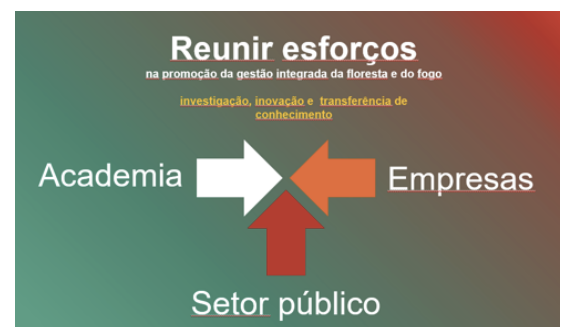 Reunir esforços
na promoção da gestão integrada da floresta e do fogo
investigação, inovação e transferência de
conhecimento
Academia
Empresas
Setor público